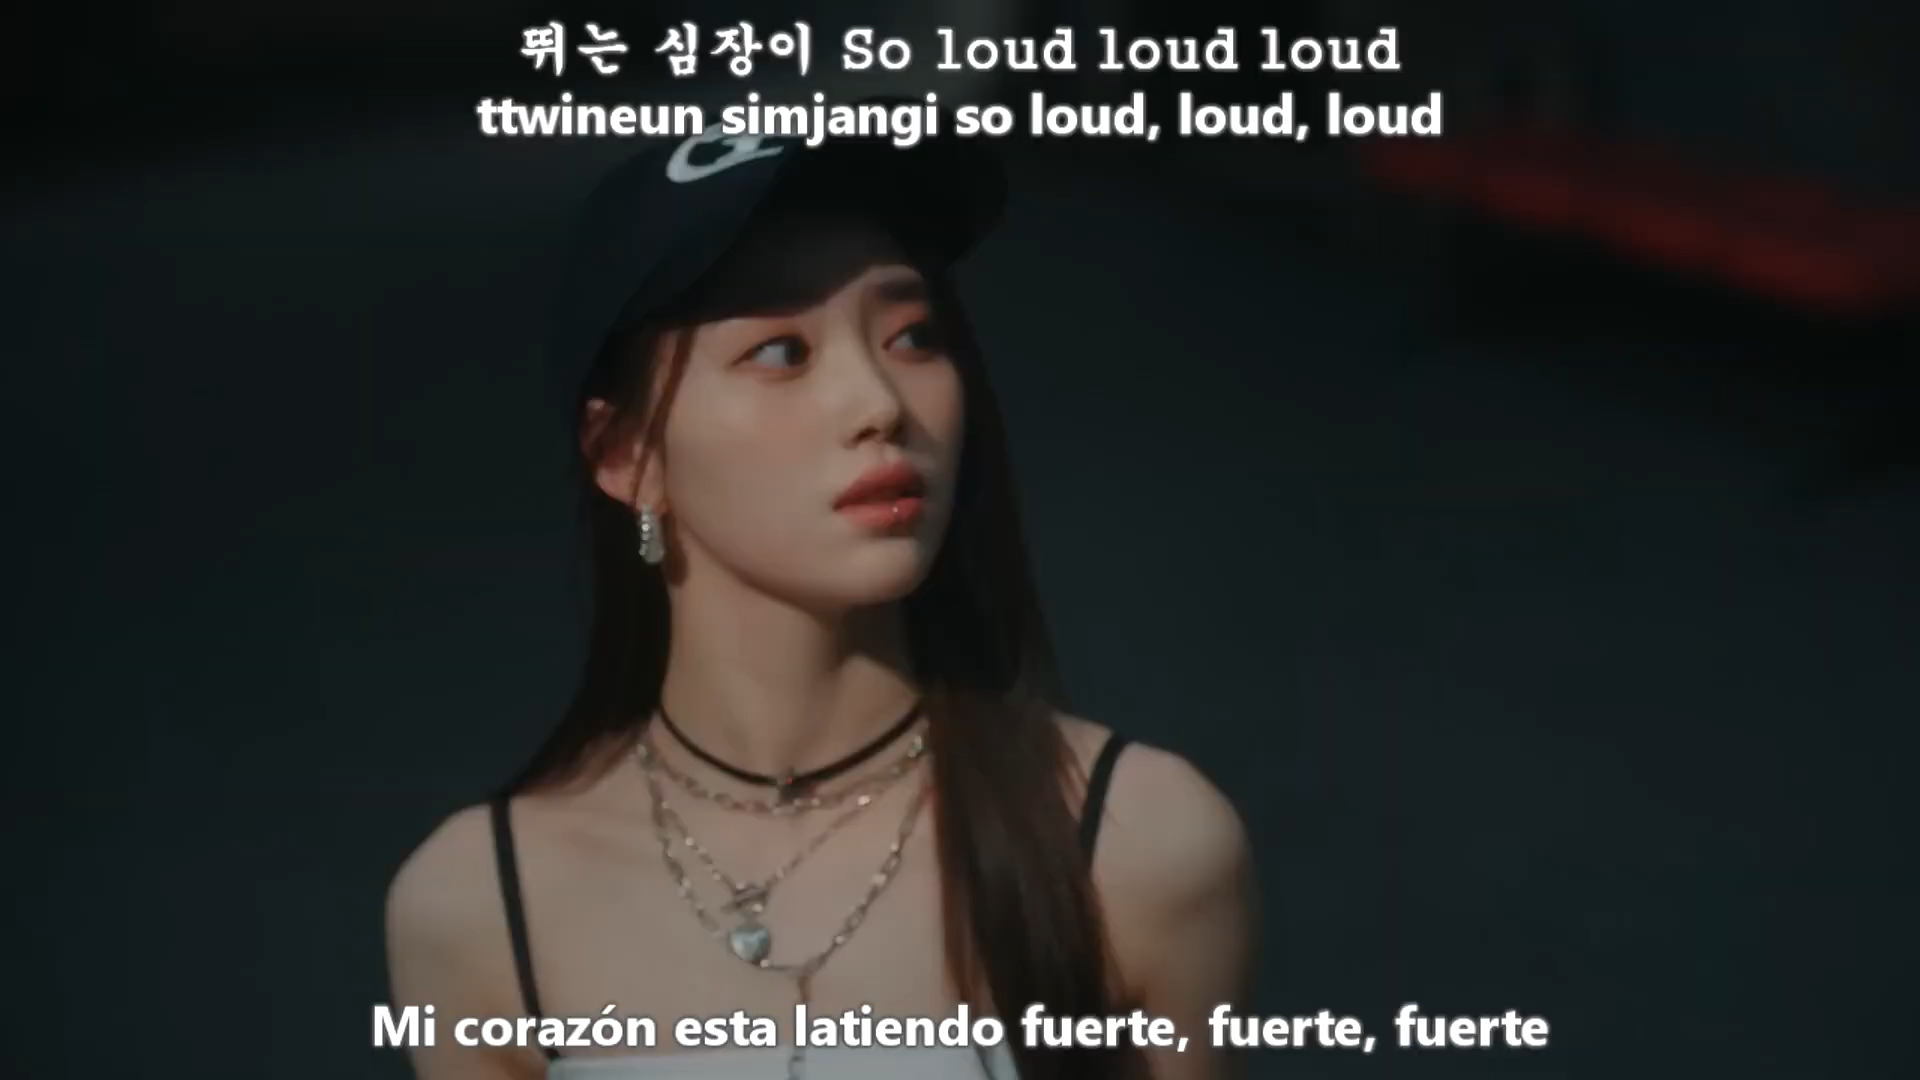 뛰는 심장이 So loud loud loud
ttwineun simjangi so loud, loud, loud
Mi corazón esta latiendo fuerte, fuerte, fuerte